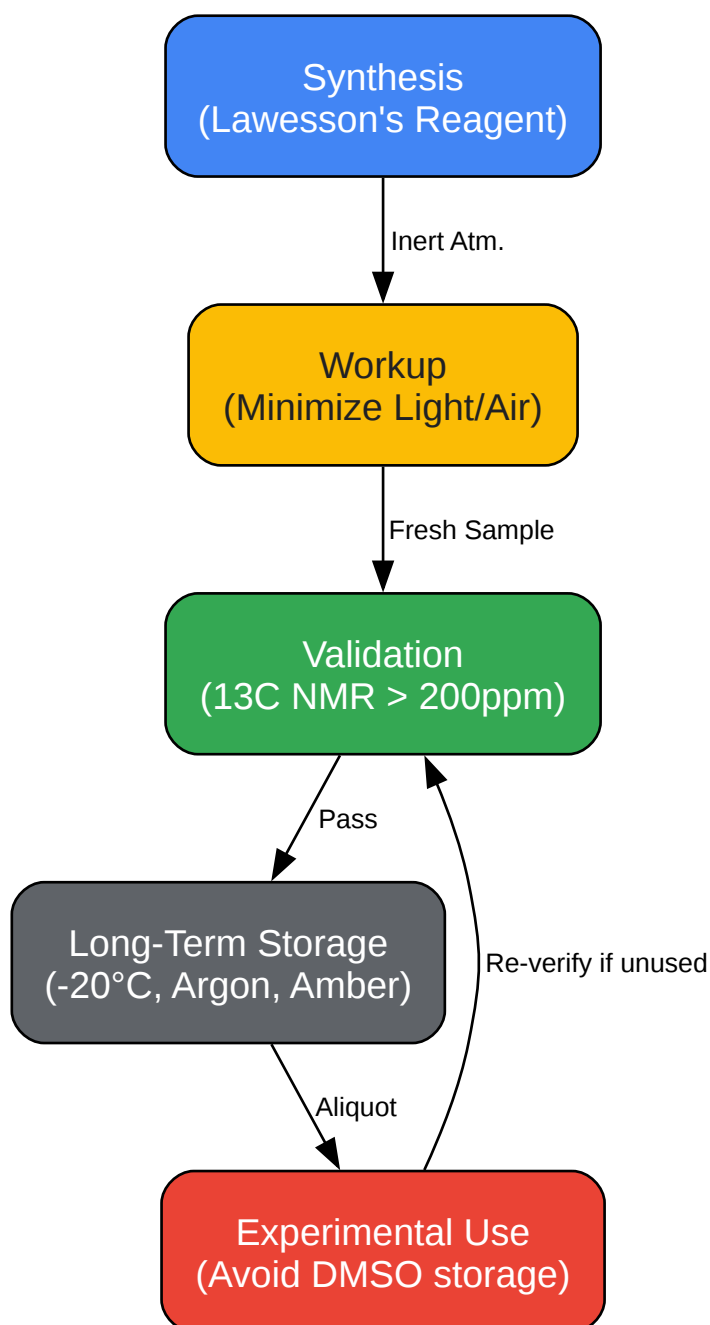 Synthesis
(Lawesson's Reagent)
Inert Atm.
Workup
(Minimize Light/Air)
Fresh Sample
Validation
(13C NMR > 200ppm)
Pass
Long-Term Storage
(-20°C, Argon, Amber)
Re-verify if unused
Aliquot
Experimental Use
(Avoid DMSO storage)